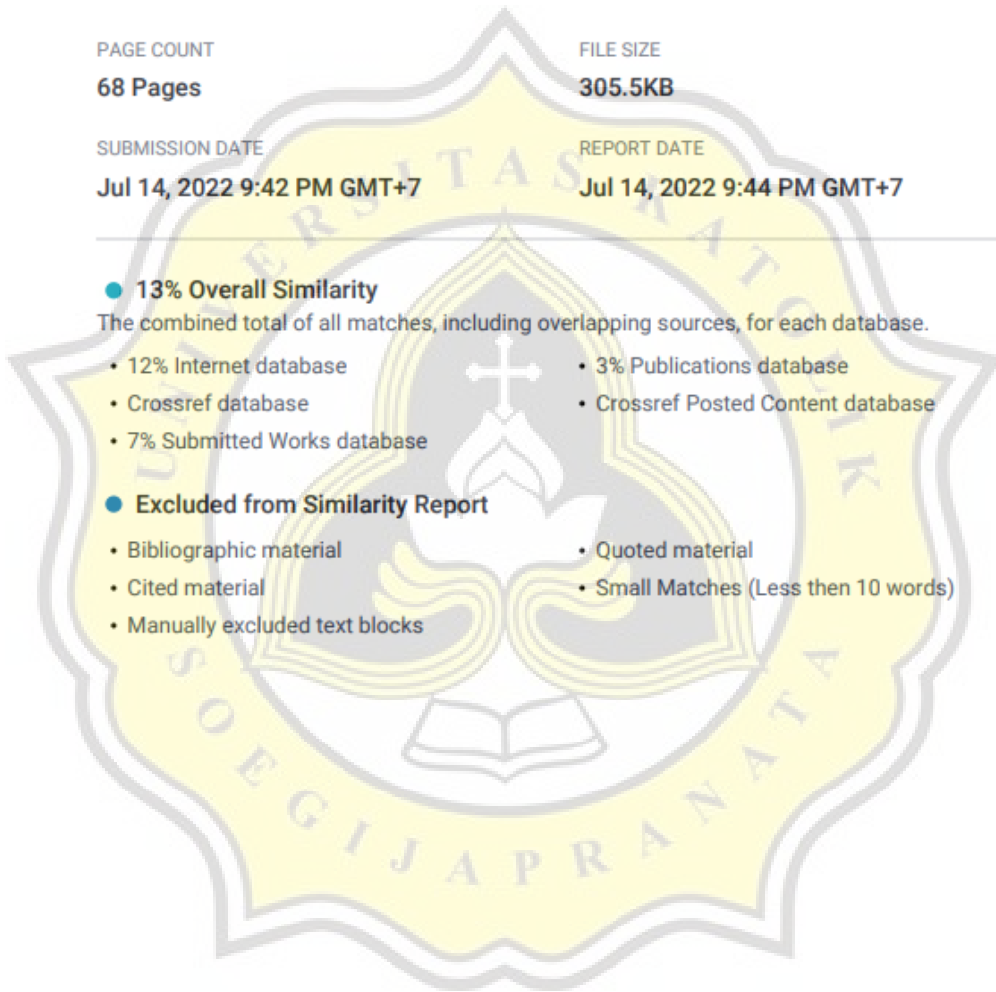 PAGE COUNT
68 Pages
FILE SIZE
305.5KB
SUBMISSION DATE
Jul 14, 2022 9:42 PM GMT+7
REPORT DATE
Jul 14, 2022 9:44 PM GMT+7
13% Overall Similarity
The combined total of all matches, including overlapping sources, for each database.
• 12% Internet database
• 3% Publications database
• Crossref database
• Crossref Posted Content database
• 7% Submitted Works database
Excluded from Similarity Report
• Bibliographic material
• Quoted material
• Cited material
• Small Matches (Less then 10 words)
• Manually excluded text blocks
UNIVERSITAS KATOLIK
SOEGIJAPRANATA